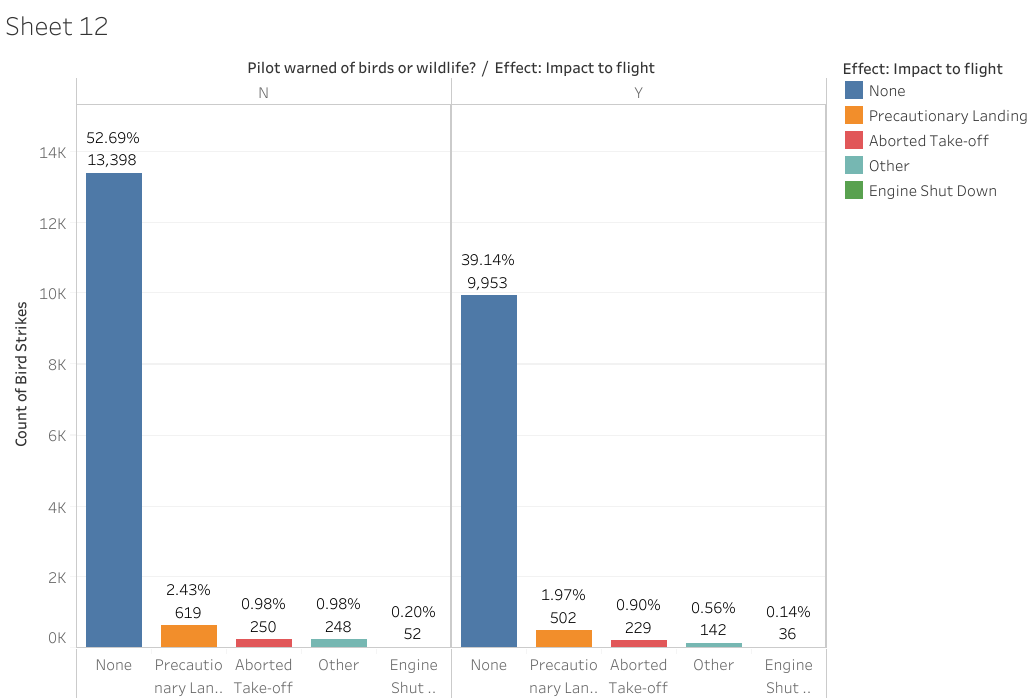 Sheet 12
Pilot warned of birds or wildlife? / Effect: Impact to flight
N
Y
Count of Bird Strikes
14K
12K
10K
8K
6K
4K
2K
0K
52.69%
13,398
2.43%
619
0.98%
250
0.98%
248
0.20%
52
39.14%
9,953
1.97%
502
0.90%
229
0.56%
142
0.14%
36
None
Precautio
nary Lan..
Aborted
Take-off
Other
Engine
Shut ..
None
Precautio
nary Lan..
Aborted
Take-off
Other
Engine
Shut ..
Effect: Impact to flight
None
Precautionary Landing
Aborted Take-off
Other
Engine Shut Down